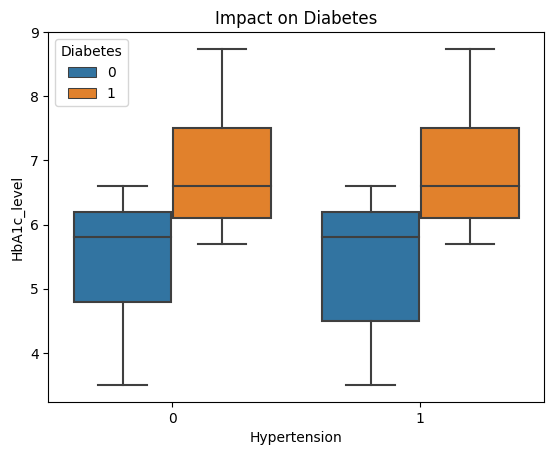 Impact on Diabetes
Diabetes
0
1
HbA1c_level
9
8
7
6
5
4
0
1
Hypertension